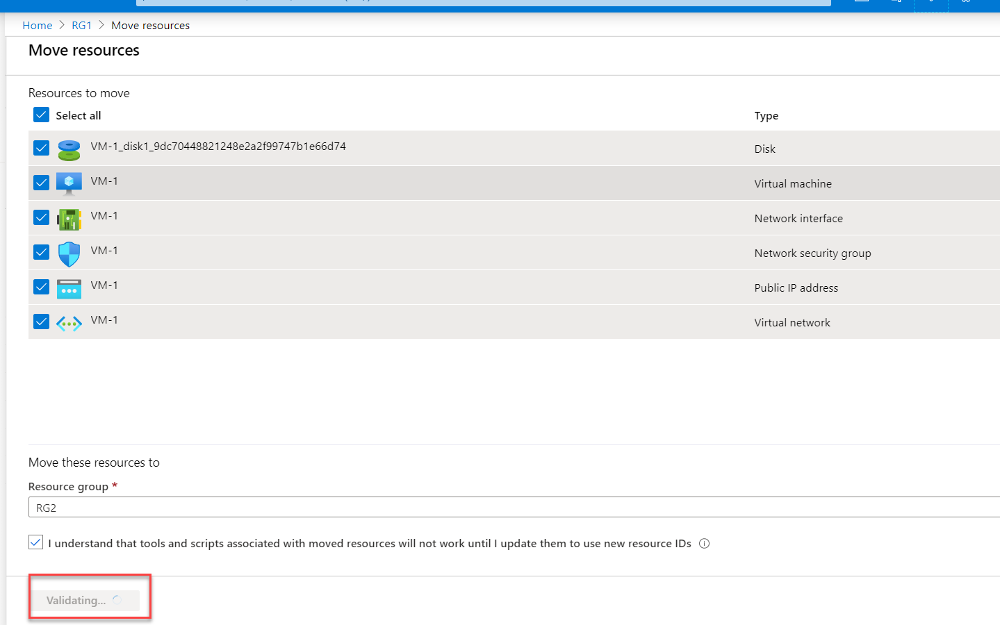 Home > RG1 > Move resources
Move resources
Resources to move
Select all Type
VM-1_disk1_9dc70448821248e2a2f99747b1e66d74 Disk
VM-1 Virtual machine
VM-1 Network interface
VM-1 Network security group
VM-1 Public IP address
VM-1 Virtual network
Move these resources to
Resource group *
RG2
I understand that tools and scripts associated with moved resources will not work until I update them to use new resource IDs
Validating...